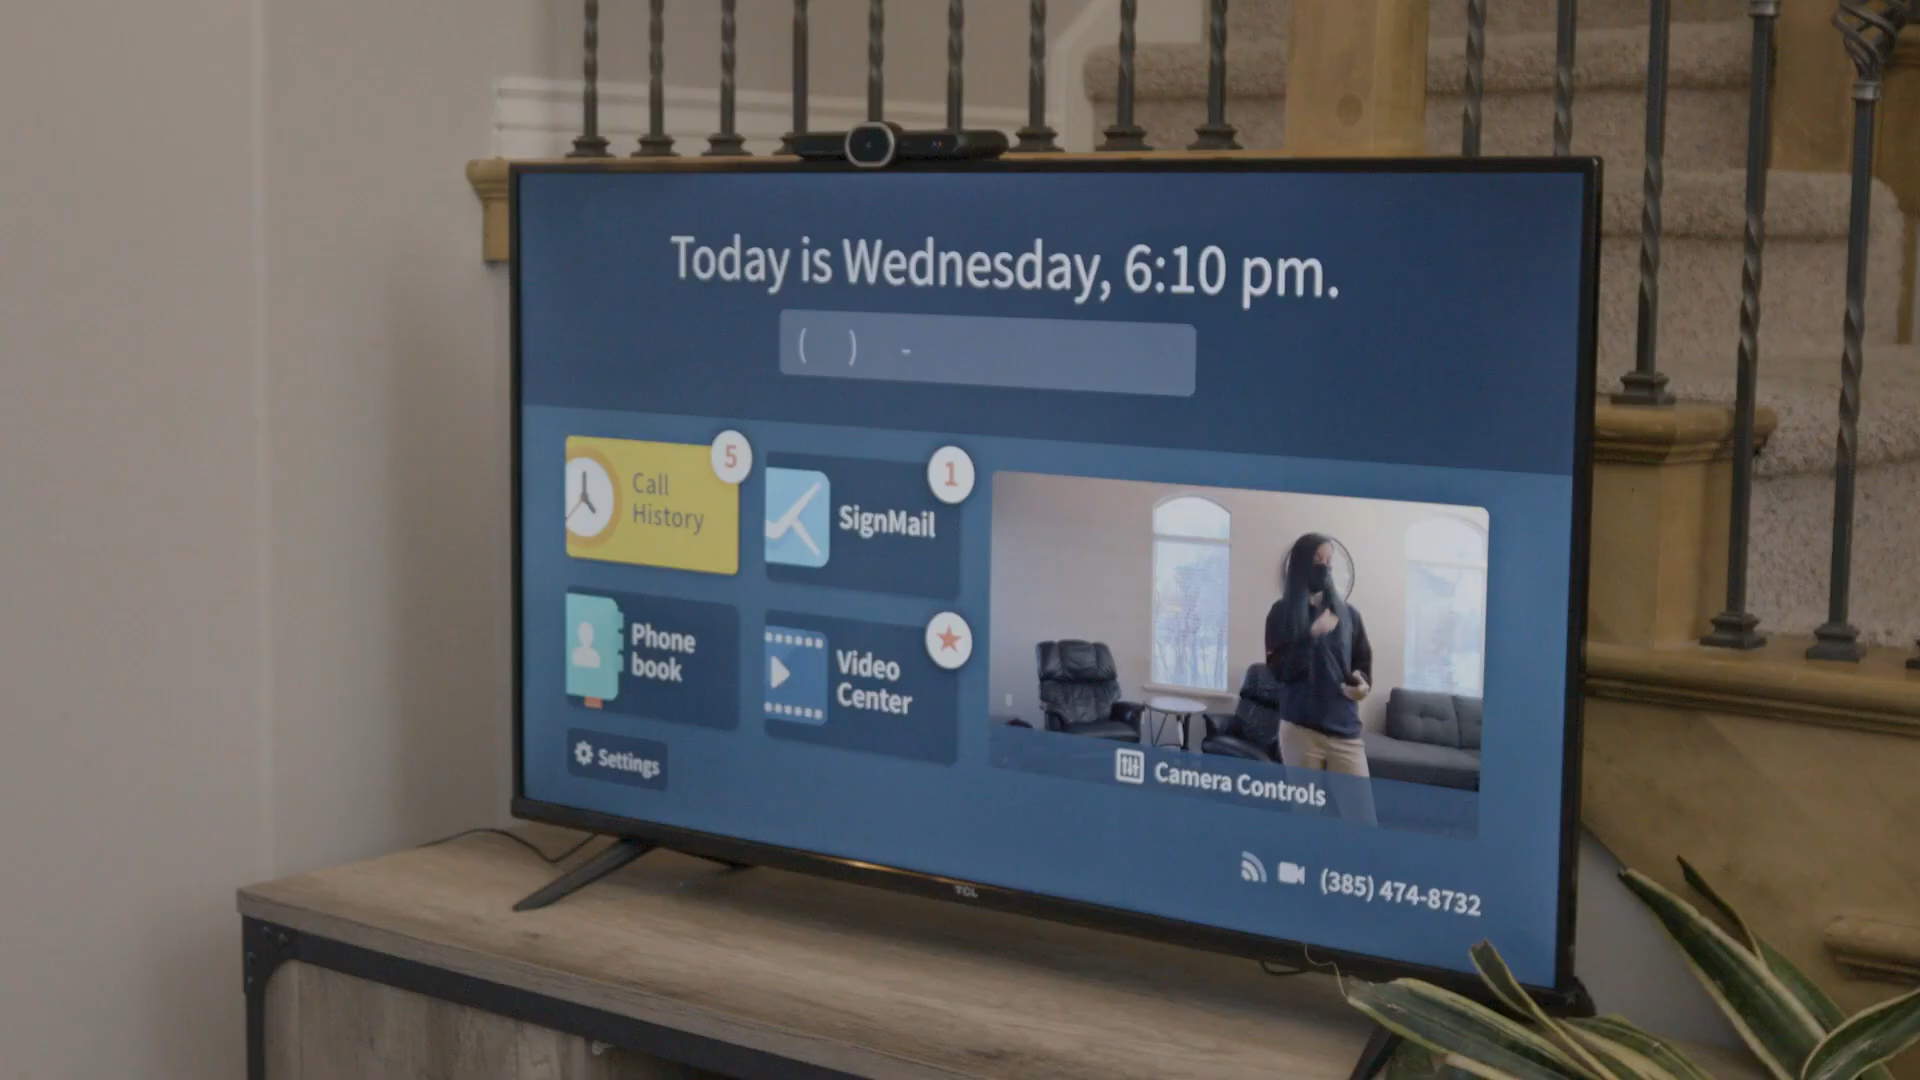 Today is Wednesday, 6:10 pm.
( ) -
Call
History
5
SignMail
1
Phone
book
Video
Center
Settings
Camera Controls
(385) 474-8732
TCL